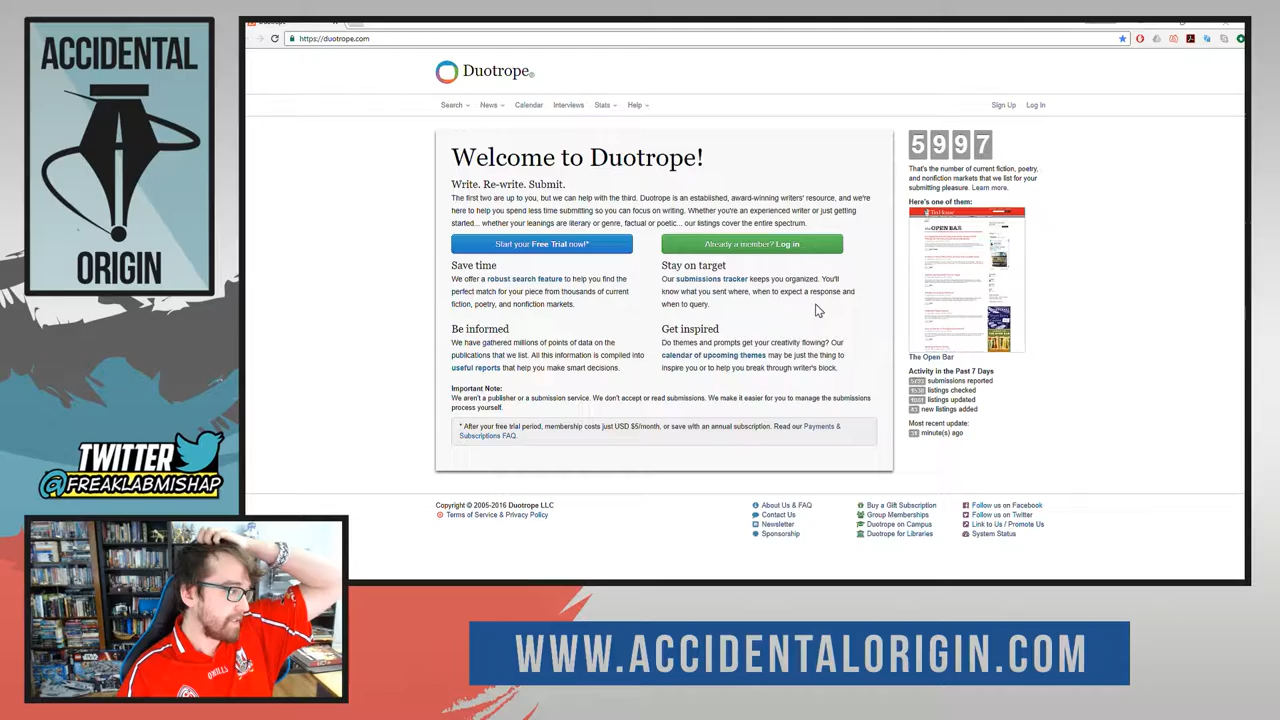 ACCIDENTAL
ORIGIN
TWITTER
@FREAKLABMISHAP
https://duotrope.com
Duotrope®
Search
News
Calendar
Interviews
Stats
Help
Sign Up
Log In
Welcome to Duotrope!
Write. Re-write. Submit.
The first two are up to you, but we can help with the third. Duotrope is an established, award-winning writers' resource, and we're
here to help you spend less time submitting so you can focus on writing. Whether you're an experienced writer or just getting
started... whether your leanings are literary or genre, factual or poetic... our listings cover the entire spectrum.
Start your Free Trial now!*
Already a member? Log in
Save time
We offer a robust search feature to help you find the
perfect match for your piece from thousands of current
fiction, poetry, and nonfiction markets.
Stay on target
Our submissions tracker keeps you organized. You'll
know what you sent where, when to expect a response and
when to query.
Be informed
We have gathered millions of points of data on the
publications that we list. All this information is compiled into
useful reports that help you make smart decisions.
Get inspired
Do themes and prompts get your creativity flowing? Our
calendar of upcoming themes may be just the thing to
inspire you or to help you break through writer's block.
Important Note:
We aren't a publisher or a submission service. We don't accept or read submissions. We make it easier for you to manage the submissions
process yourself.
* After your free trial period, membership costs just USD $5/month, or save with an annual subscription. Read our Payments &
Subscriptions FAQ.
5997
That's the number of current fiction, poetry,
and nonfiction markets that we list for your
submitting pleasure. Learn more.
Here's one of them:
Tin House
THE OPEN BAR
The Open Bar
Activity in the Past 7 Days
submissions reported
listings checked
listings updated
new listings added
Most recent update:
minute(s) ago
Copyright © 2005-2016 Duotrope LLC
Terms of Service & Privacy Policy
About Us & FAQ
Contact Us
Newsletter
Sponsorship
Buy a Gift Subscription
Group Memberships
Duotrope on Campus
Duotrope for Libraries
Follow us on Facebook
Follow us on Twitter
Link to Us / Promote Us
System Status
O'NEILLS
WWW.ACCIDENTALORIGIN.COM